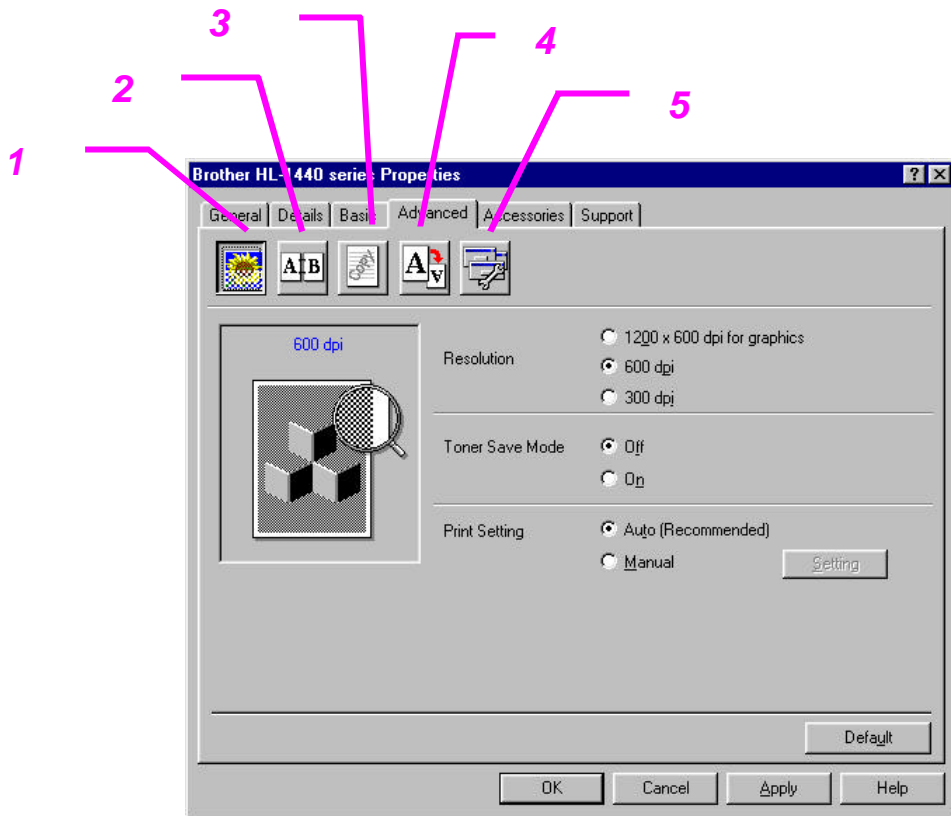 3
4
2
5
1
Brother HL-1440 series Properties
General Details Basic Advanced Accessories Support
A B COPY A A
600 dpi
Resolution
1200 x 600 dpi for graphics
600 dpi
300 dpi
Toner Save Mode
Off
On
Print Setting
Auto (Recommended)
Manual
Setting
Default
OK Cancel Apply Help